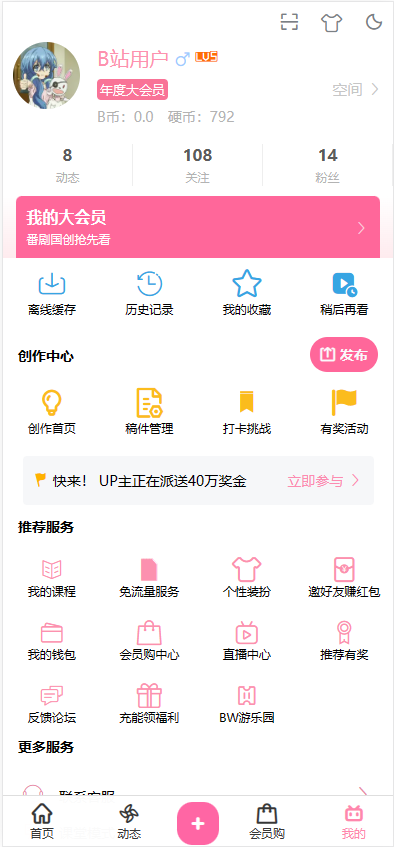 B站用户 LV5
年度大会员 空间
B币：0.0 硬币：792
8 108 14
动态 关注 粉丝
我的大会员
番剧国创抢先看
离线缓存 历史记录 我的收藏 稍后再看
创作中心 发布
创作首页 稿件管理 打卡挑战 有奖活动
快来！ UP主正在派送40万奖金 立即参与
推荐服务
我的课程 免流量服务 个性装扮 邀好友赚红包
我的钱包 会员购中心 直播中心 推荐有奖
反馈论坛 充能领福利 BW游乐园
更多服务
联系客服
首页 动态 会员购 我的